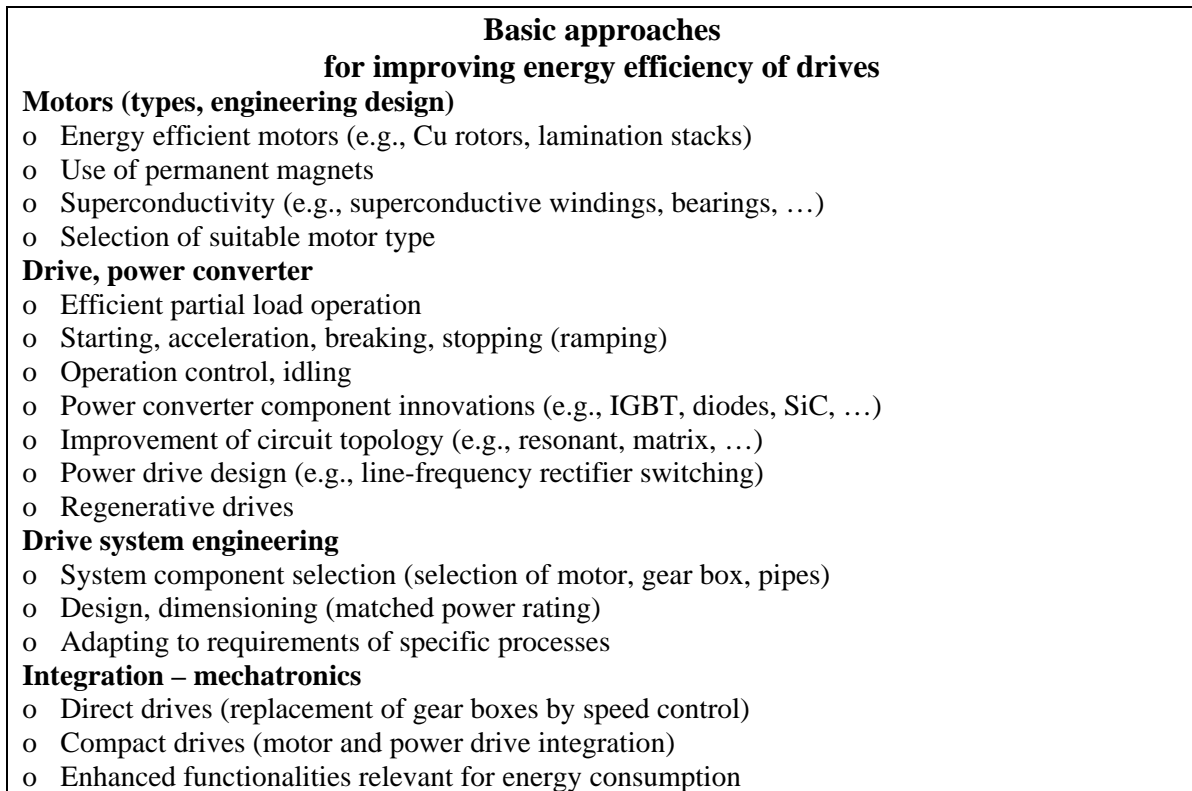 Basic approaches
for improving energy efficiency of drives
Motors (types, engineering design)
o Energy efficient motors (e.g., Cu rotors, lamination stacks)
o Use of permanent magnets
o Superconductivity (e.g., superconductive windings, bearings, …)
o Selection of suitable motor type
Drive, power converter
o Efficient partial load operation
o Starting, acceleration, breaking, stopping (ramping)
o Operation control, idling
o Power converter component innovations (e.g., IGBT, diodes, SiC, …)
o Improvement of circuit topology (e.g., resonant, matrix, …)
o Power drive design (e.g., line-frequency rectifier switching)
o Regenerative drives
Drive system engineering
o System component selection (selection of motor, gear box, pipes)
o Design, dimensioning (matched power rating)
o Adapting to requirements of specific processes
Integration – mechatronics
o Direct drives (replacement of gear boxes by speed control)
o Compact drives (motor and power drive integration)
o Enhanced functionalities relevant for energy consumption